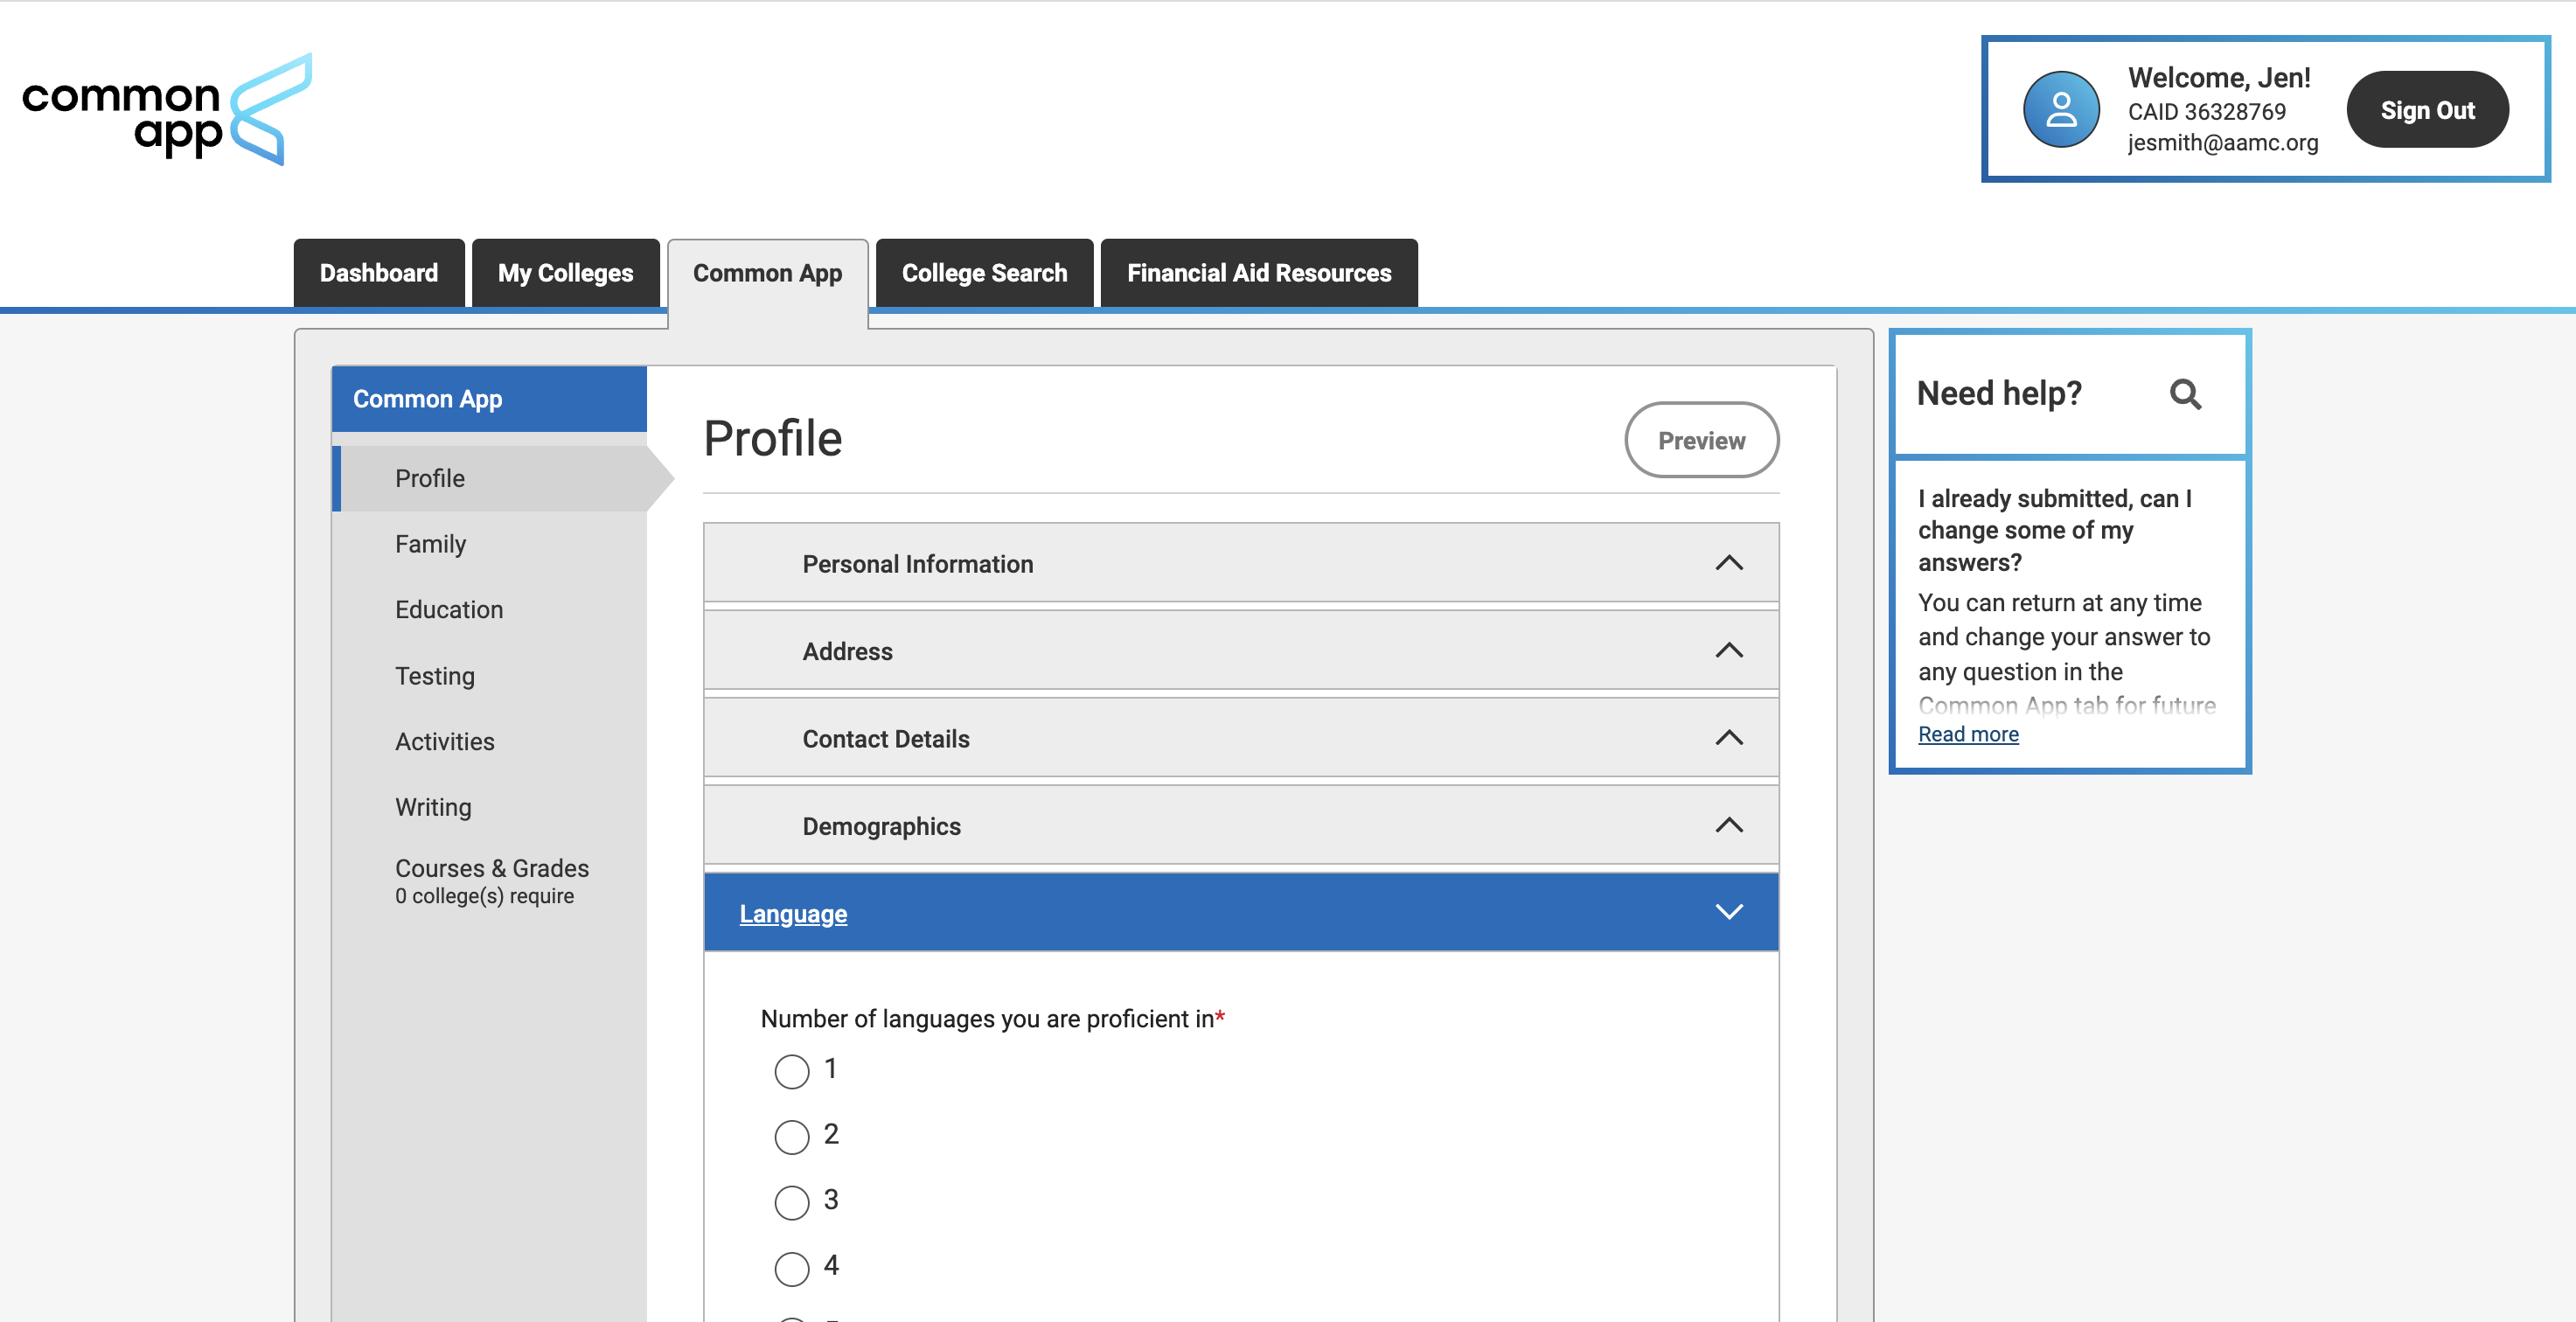 common
app
Welcome, Jen!
CAID 36328769
jesmith@aamc.org
Sign Out
Dashboard
My Colleges
Common App
College Search
Financial Aid Resources
Common App
Profile
Family
Education
Testing
Activities
Writing
Courses & Grades
0 college(s) require
Profile
Preview
Personal Information
Address
Contact Details
Demographics
Language
Number of languages you are proficient in*
1
2
3
4
Need help?
I already submitted, can I
change some of my
answers?
You can return at any time
and change your answer to
any question in the
Common App tab for future
Read more